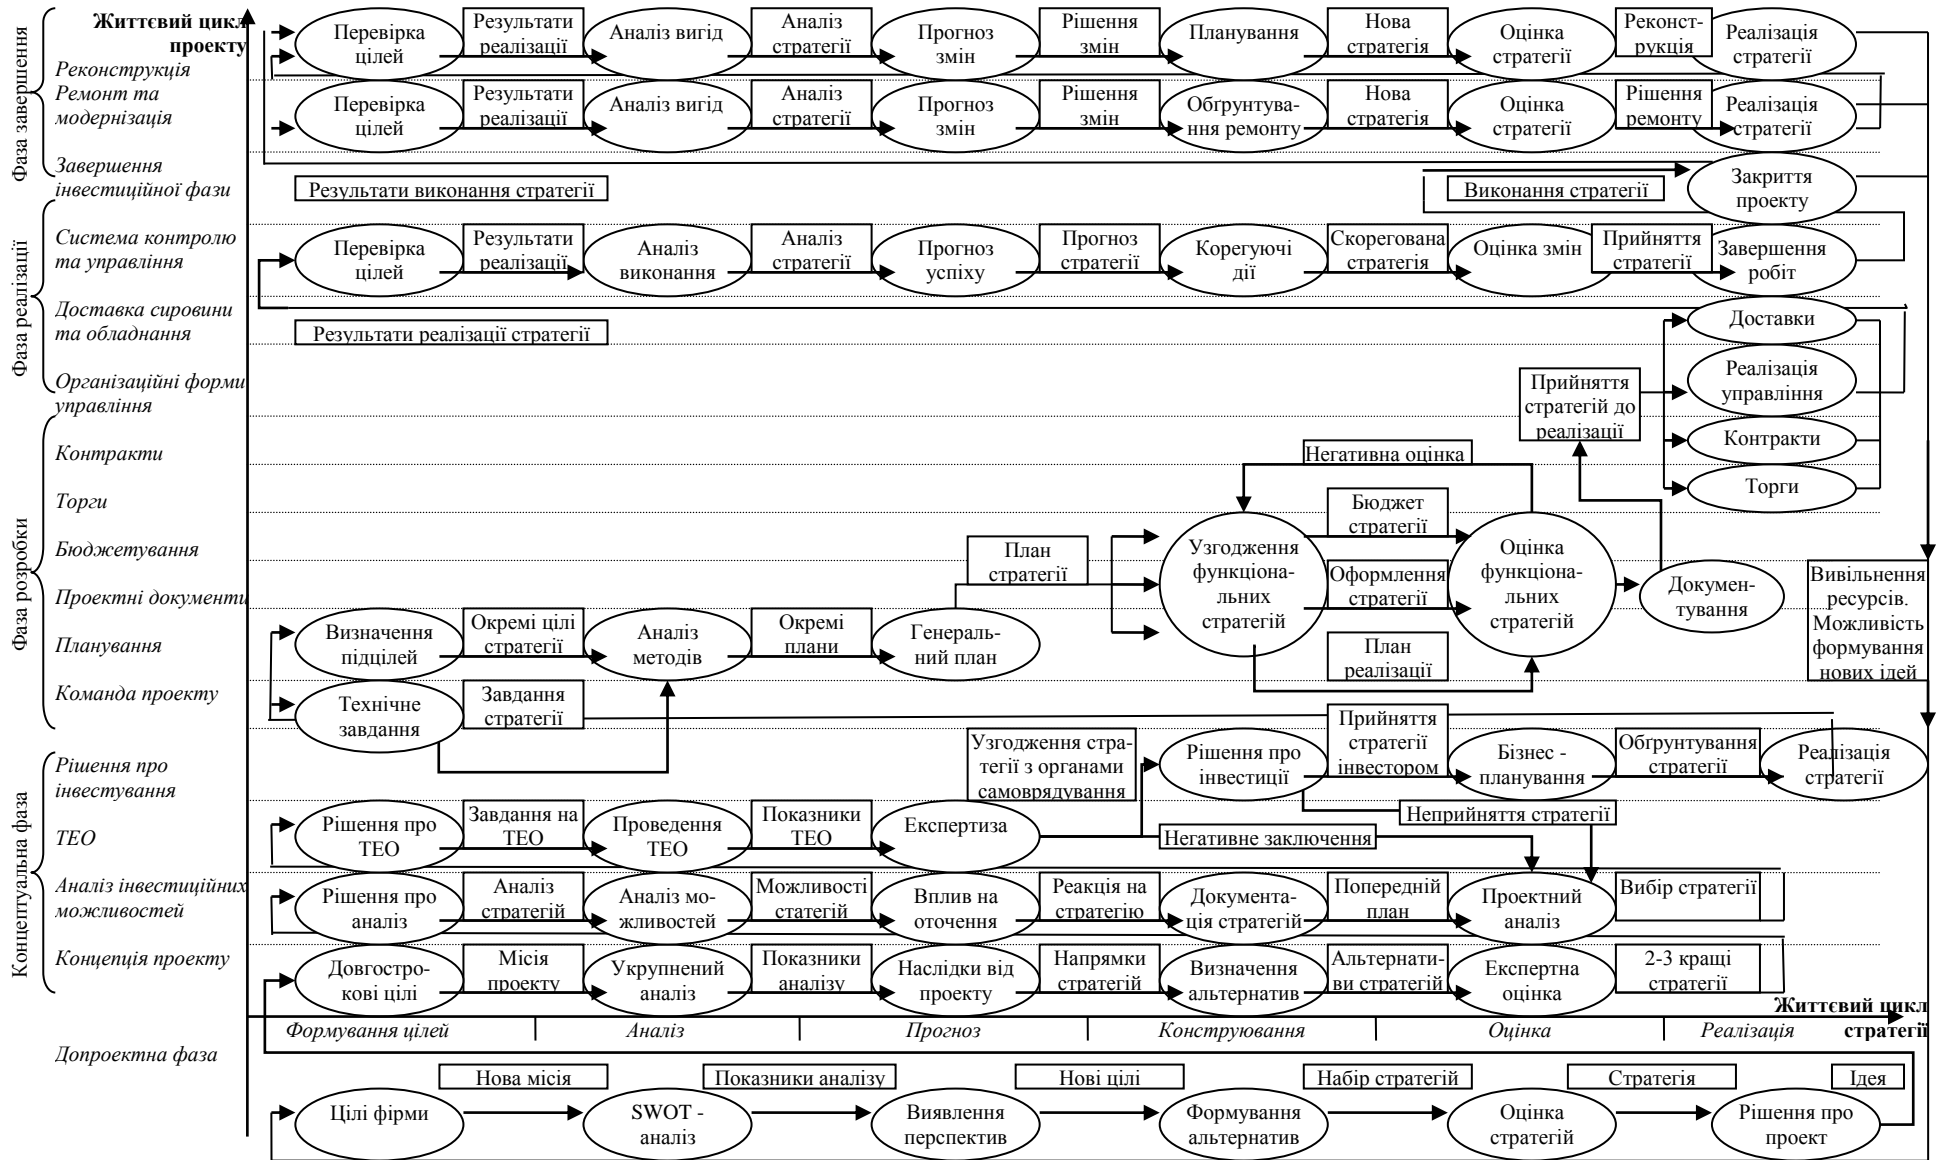 Життєвий цикл
проекту
Фаза завершення
Реконструкція
Ремонт та
модернізація
Завершення
інвестиційної фази
Фаза реалізації
Система контролю
та управління
Доставка сировини
та обладнання
Організаційні форми
управління
Фаза розробки
Контракти
Торги
Бюджетування
Проектні документи
Планування
Команда проекту
Концептуальна фаза
Рішення про
інвестування
ТЕО
Аналіз інвестиційних
можливостей
Концепція проекту
Допроектна фаза
Перевірка
цілей
Результати
реалізації
Аналіз вигід
Аналіз
стратегії
Прогноз
змін
Рішення
змін
Планування
Нова
стратегія
Оцінка
стратегії
Реконст-
рукція
Реалізація
стратегії
Перевірка
цілей
Результати
реалізації
Аналіз вигід
Аналіз
стратегії
Прогноз
змін
Рішення
змін
Обґрунтува-
ння ремонту
Нова
стратегія
Оцінка
стратегії
Рішення
ремонту
Реалізація
стратегії
Результати виконання стратегії
Виконання стратегії
Закриття
проекту
Перевірка
цілей
Результати
реалізації
Аналіз
виконання
Аналіз
стратегії
Прогноз
успіху
Прогноз
стратегії
Корегуючі
дії
Скорегована
стратегія
Оцінка змін
Прийняття
стратегії
Завершення
робіт
Результати реалізації стратегії
Доставки
Прийняття
стратегій до
реалізації
Реалізація
управління
Контракти
Торги
Негативна оцінка
План
стратегії
Узгодження
функціона-
льних
стратегій
Бюджет
стратегії
Оформлення
стратегії
План
реалізації
Оцінка
функціона-
льних
стратегій
Докумен-
тування
Вивільнення
ресурсів.
Можливість
формування
нових ідей
Визначення
підцілей
Окремі цілі
стратегії
Аналіз
методів
Окремі
плани
Генераль-
ний план
Технічне
завдання
Завдання
стратегії
Узгодження стра-
тегії з органами
самоврядування
Рішення про
інвестиції
Прийняття
стратегії
інвестором
Бізнес -
планування
Обґрунтування
стратегії
Реалізація
стратегії
Неприйняття стратегії
Рішення про
ТЕО
Завдання на
ТЕО
Проведення
ТЕО
Показники
ТЕО
Експертиза
Негативне заключення
Рішення про
аналіз
Аналіз
стратегій
Аналіз мо-
жливостей
Можливості
статегій
Вплив на
оточення
Реакція на
стратегію
Документа-
ція стратегій
Попередній
план
Проектний
аналіз
Вибір стратегії
Довгостро-
кові цілі
Місія
проекту
Укрупнений
аналіз
Показники
аналізу
Наслідки від
проекту
Напрямки
стратегій
Визначення
альтернатив
Альтернати-
ви стратегій
Експертна
оцінка
2-3 кращі
стратегії
Життєвий цикл
стратегії
Формування цілей
Аналіз
Прогноз
Конструювання
Оцінка
Реалізація
Нова місія
Показники аналізу
Нові цілі
Набір стратегій
Стратегія
Ідея
Цілі фірми
SWOT -
аналіз
Виявлення
перспектив
Формування
альтернатив
Оцінка
стратегій
Рішення про
проект